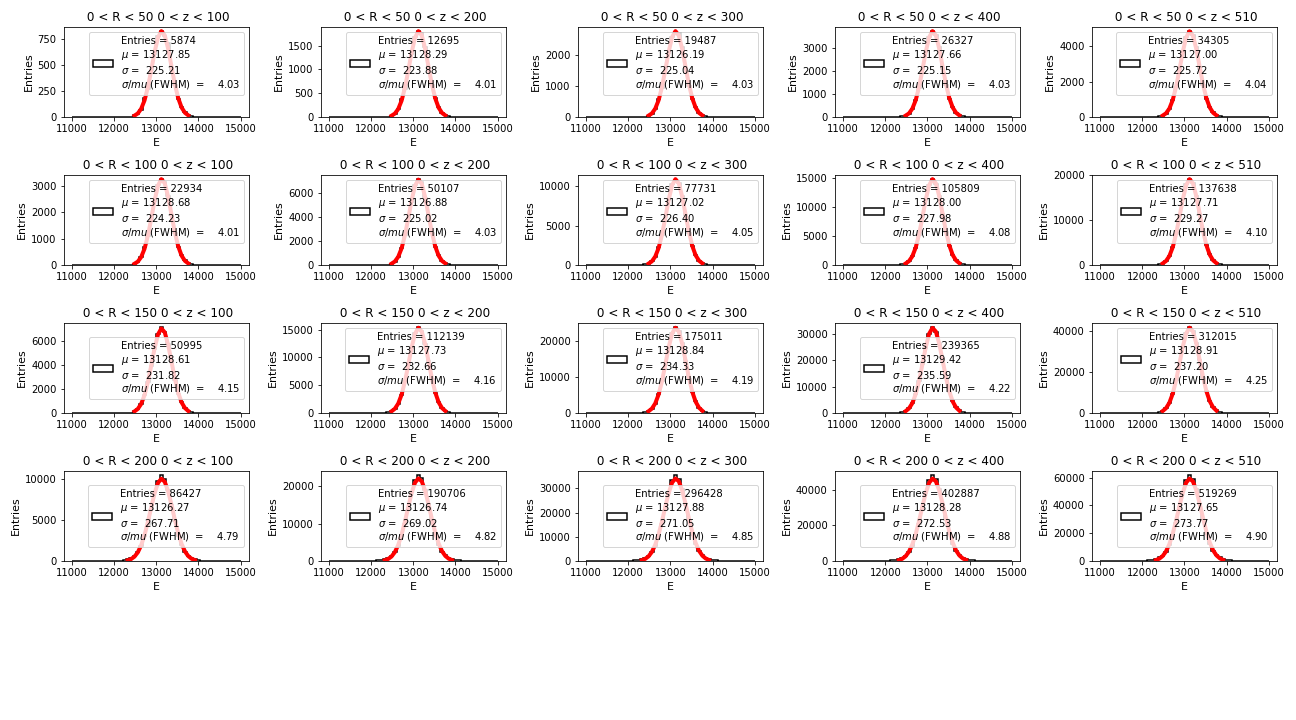 0 < R < 50 0 < z < 100
Entries
750
500
250
0
Entries = 5874
μ = 13127.85
σ = 225.21
σ/mu (FWHM) = 4.03
11000 12000 13000 14000 15000
E
0 < R < 50 0 < z < 200
Entries
1500
1000
500
0
Entries = 12695
μ = 13128.29
σ = 223.88
σ/mu (FWHM) = 4.01
11000 12000 13000 14000 15000
E
0 < R < 50 0 < z < 300
Entries
2000
1000
0
Entries = 19487
μ = 13126.19
σ = 225.04
σ/mu (FWHM) = 4.03
11000 12000 13000 14000 15000
E
0 < R < 50 0 < z < 400
Entries
3000
2000
1000
0
Entries = 26327
μ = 13127.66
σ = 225.15
σ/mu (FWHM) = 4.03
11000 12000 13000 14000 15000
E
0 < R < 50 0 < z < 510
Entries
4000
2000
0
Entries = 34305
μ = 13127.00
σ = 225.72
σ/mu (FWHM) = 4.04
11000 12000 13000 14000 15000
E
0 < R < 100 0 < z < 100
Entries
3000
2000
1000
0
Entries = 22934
μ = 13128.68
σ = 224.23
σ/mu (FWHM) = 4.01
11000 12000 13000 14000 15000
E
0 < R < 100 0 < z < 200
Entries
6000
4000
2000
0
Entries = 50107
μ = 13126.88
σ = 225.02
σ/mu (FWHM) = 4.03
11000 12000 13000 14000 15000
E
0 < R < 100 0 < z < 300
Entries
10000
5000
0
Entries = 77731
μ = 13127.02
σ = 226.40
σ/mu (FWHM) = 4.05
11000 12000 13000 14000 15000
E
0 < R < 100 0 < z < 400
Entries
15000
10000
5000
0
Entries = 105809
μ = 13128.00
σ = 227.98
σ/mu (FWHM) = 4.08
11000 12000 13000 14000 15000
E
0 < R < 100 0 < z < 510
Entries
20000
10000
0
Entries = 137638
μ = 13127.71
σ = 229.27
σ/mu (FWHM) = 4.10
11000 12000 13000 14000 15000
E
0 < R < 150 0 < z < 100
Entries
6000
4000
2000
0
Entries = 50995
μ = 13128.61
σ = 231.82
σ/mu (FWHM) = 4.15
11000 12000 13000 14000 15000
E
0 < R < 150 0 < z < 200
Entries
15000
10000
5000
0
Entries = 112139
μ = 13127.73
σ = 232.66
σ/mu (FWHM) = 4.16
11000 12000 13000 14000 15000
E
0 < R < 150 0 < z < 300
Entries
20000
10000
0
Entries = 175011
μ = 13128.84
σ = 234.33
σ/mu (FWHM) = 4.19
11000 12000 13000 14000 15000
E
0 < R < 150 0 < z < 400
Entries
30000
20000
10000
0
Entries = 239365
μ = 13129.42
σ = 235.59
σ/mu (FWHM) = 4.22
11000 12000 13000 14000 15000
E
0 < R < 150 0 < z < 510
Entries
40000
20000
0
Entries = 312015
μ = 13128.91
σ = 237.20
σ/mu (FWHM) = 4.25
11000 12000 13000 14000 15000
E
0 < R < 200 0 < z < 100
Entries
10000
5000
0
Entries = 86427
μ = 13126.27
σ = 267.71
σ/mu (FWHM) = 4.79
11000 12000 13000 14000 15000
E
0 < R < 200 0 < z < 200
Entries
20000
10000
0
Entries = 190706
μ = 13126.74
σ = 269.02
σ/mu (FWHM) = 4.82
11000 12000 13000 14000 15000
E
0 < R < 200 0 < z < 300
Entries
30000
20000
10000
0
Entries = 296428
μ = 13127.88
σ = 271.05
σ/mu (FWHM) = 4.85
11000 12000 13000 14000 15000
E
0 < R < 200 0 < z < 400
Entries
40000
20000
0
Entries = 402887
μ = 13128.28
σ = 272.53
σ/mu (FWHM) = 4.88
11000 12000 13000 14000 15000
E
0 < R < 200 0 < z < 510
Entries
60000
40000
20000
0
Entries = 519269
μ = 13127.65
σ = 273.77
σ/mu (FWHM) = 4.90
11000 12000 13000 14000 15000
E